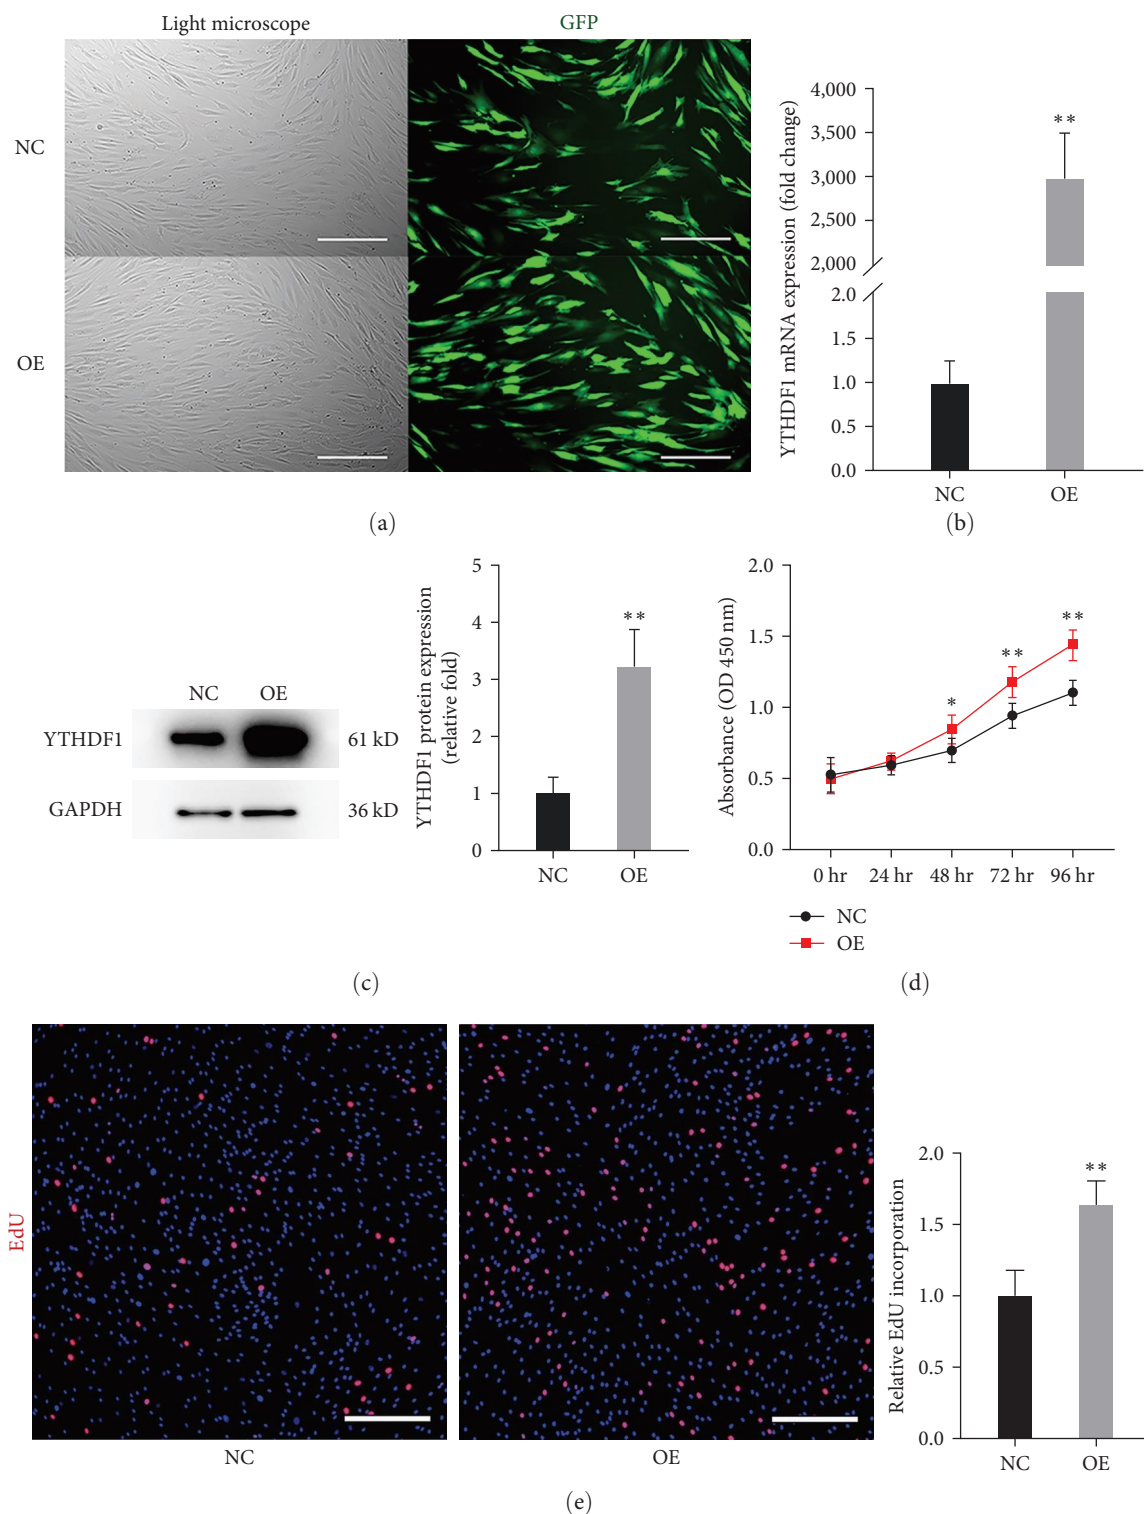 Light microscope
GFP
NC
OE
(a)
YTHDF1 mRNA expression (fold change)
4,000
3,500
3,000
2,500
2,000
2.0
1.5
1.0
0.5
0.0
**
NC
OE
(b)
NC
OE
YTHDF1
61 kD
GAPDH
36 kD
YTHDF1 protein expression
(relative fold)
5
4
3
2
1
0
**
NC
OE
(c)
Absorbance (OD 450 nm)
2.0
1.5
1.0
0.5
0.0
*
**
**
0 hr
24 hr
48 hr
72 hr
96 hr
NC
OE
(d)
EdU
NC
OE
Relative EdU incorporation
2.0
1.5
1.0
0.5
0.0
**
NC
OE
(e)